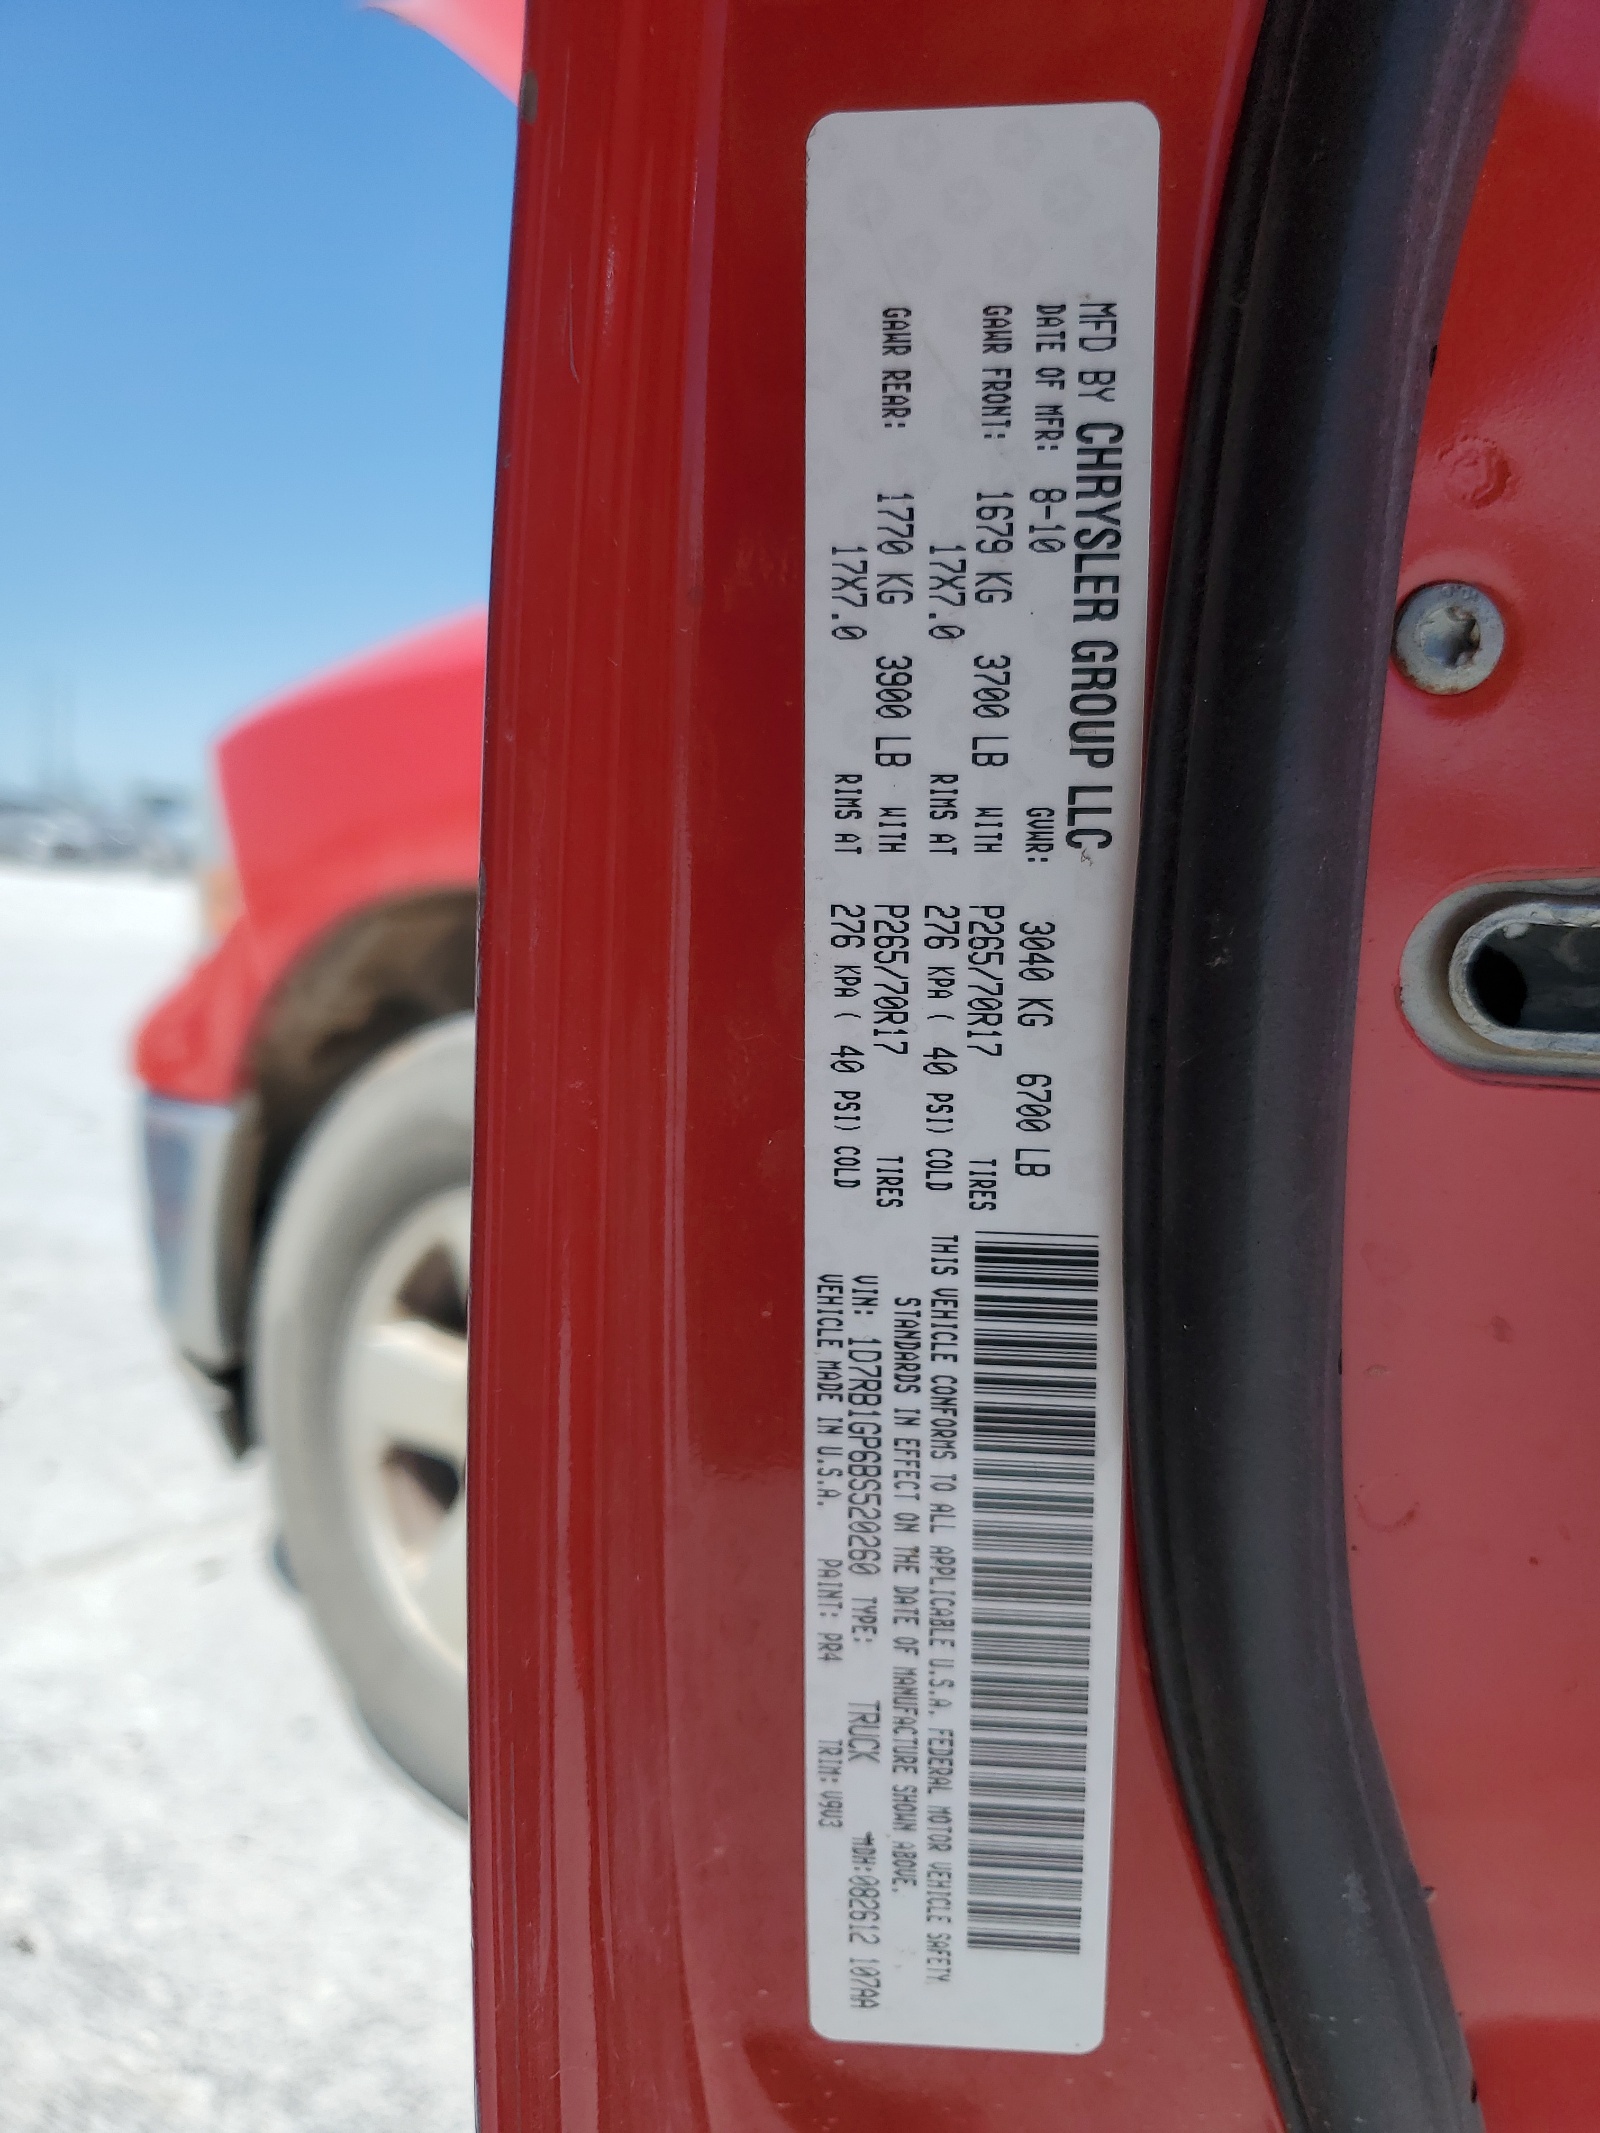 MFD BY CHRYSLER GROUP LLC
DATE OF MFR: 8-10 GVWR: 3040 KG 6700 LB
GAWR FRONT: 1679 KG 3700 LB WITH P265/70R17 TIRES
17X7.0 RIMS AT 276 KPA ( 40 PSI) COLD
GAWR REAR: 1770 KG 3900 LB WITH P265/70R17 TIRES
17X7.0 RIMS AT 276 KPA ( 40 PSI) COLD
THIS VEHICLE CONFORMS TO ALL APPLICABLE U.S.A. FEDERAL MOTOR VEHICLE SAFETY
STANDARDS IN EFFECT ON THE DATE OF MANUFACTURE SHOWN ABOVE.
VIN: 1D7RB1GP6BS520260 TYPE: TRUCK MDH:082612 107AA
VEHICLE MADE IN U.S.A. PAINT: PR4 TRIM: V9V3